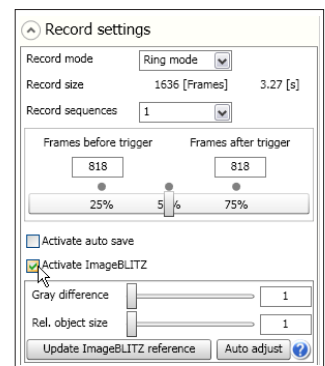 Record settings
Record mode Ring mode
Record size 1636 [Frames] 3.27 [s]
Record sequences 1
Frames before trigger Frames after trigger
818 818
25% 50% 75%
Activate auto save
Activate ImageBLITZ
Gray difference 1
Rel. object size 1
Update ImageBLITZ reference Auto adjust ?